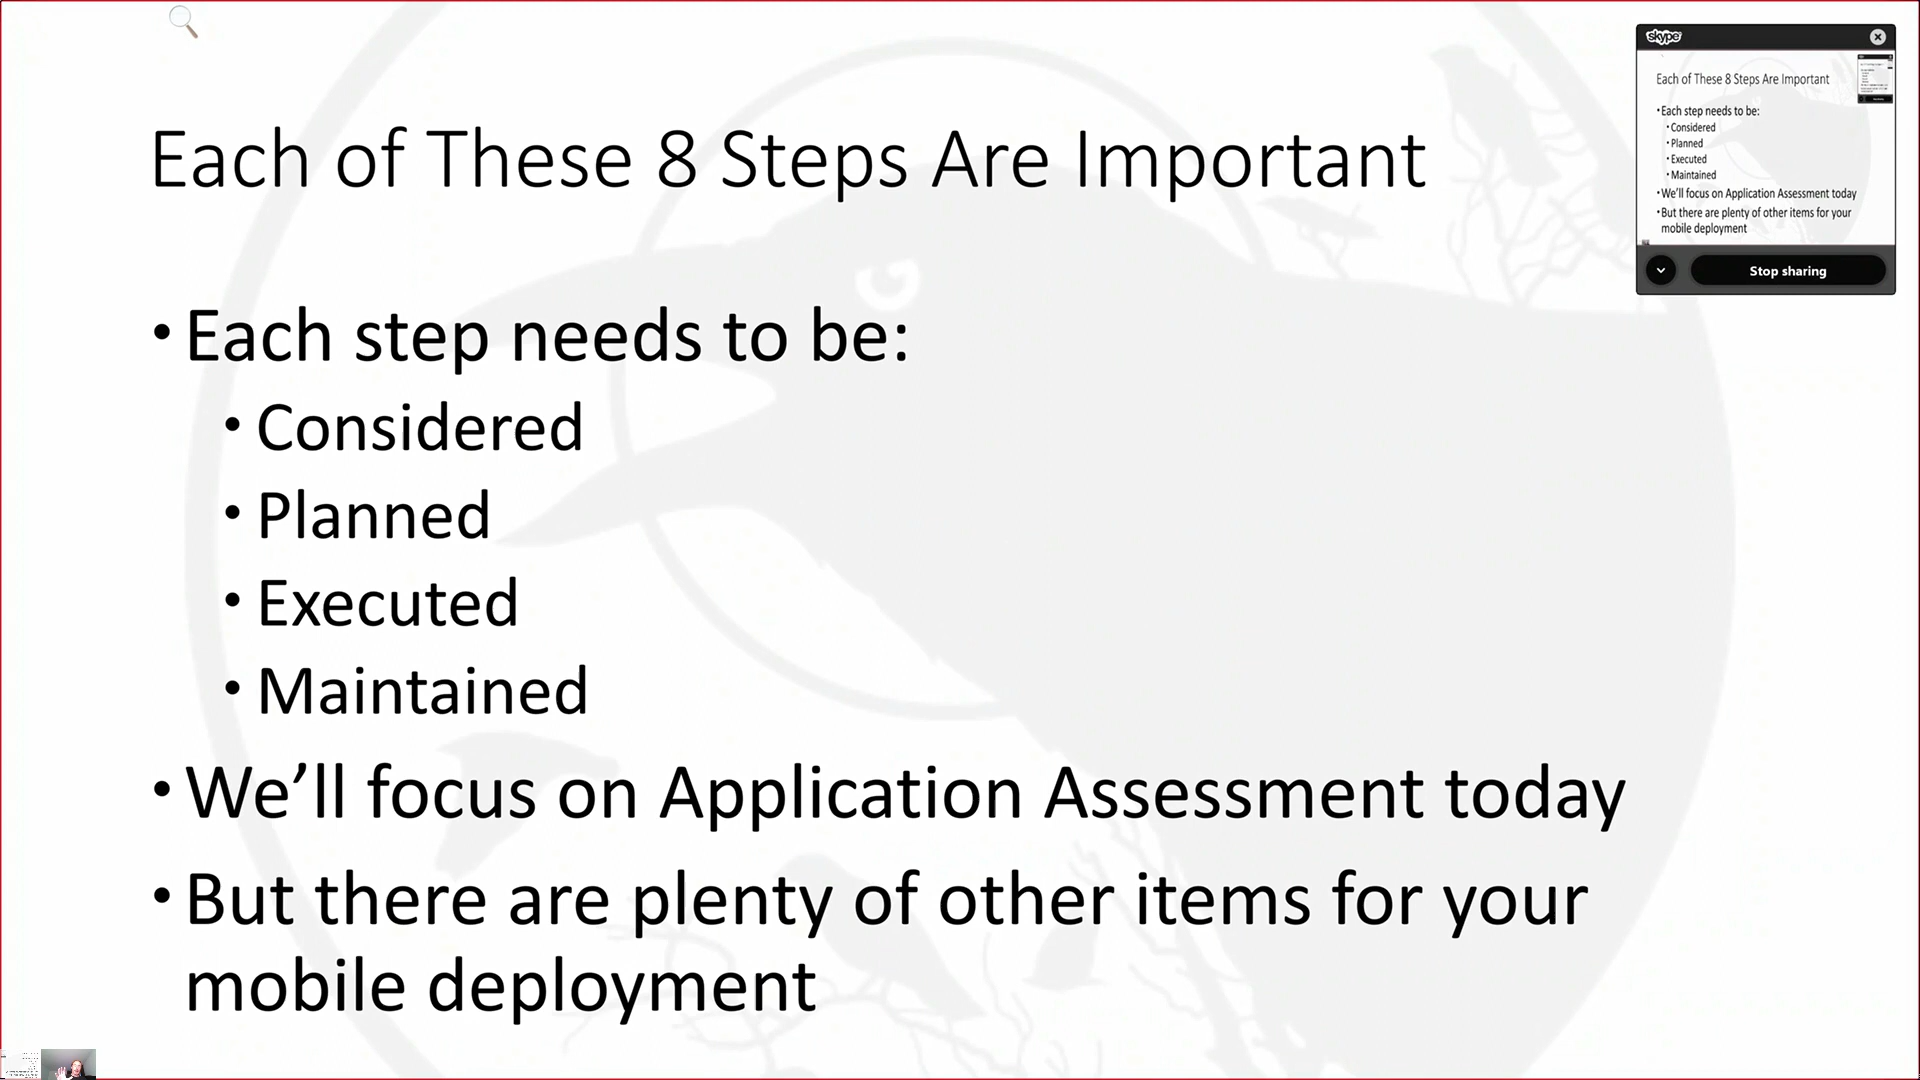 Each of These 8 Steps Are Important
•Each step needs to be:
•Considered
•Planned
•Executed
•Maintained
•We’ll focus on Application Assessment today
•But there are plenty of other items for your
mobile deployment
skype
Each of These 8 Steps Are Important
•Each step needs to be:
•Considered
•Planned
•Executed
•Maintained
•We’ll focus on Application Assessment today
•But there are plenty of other items for your
mobile deployment
Stop sharing